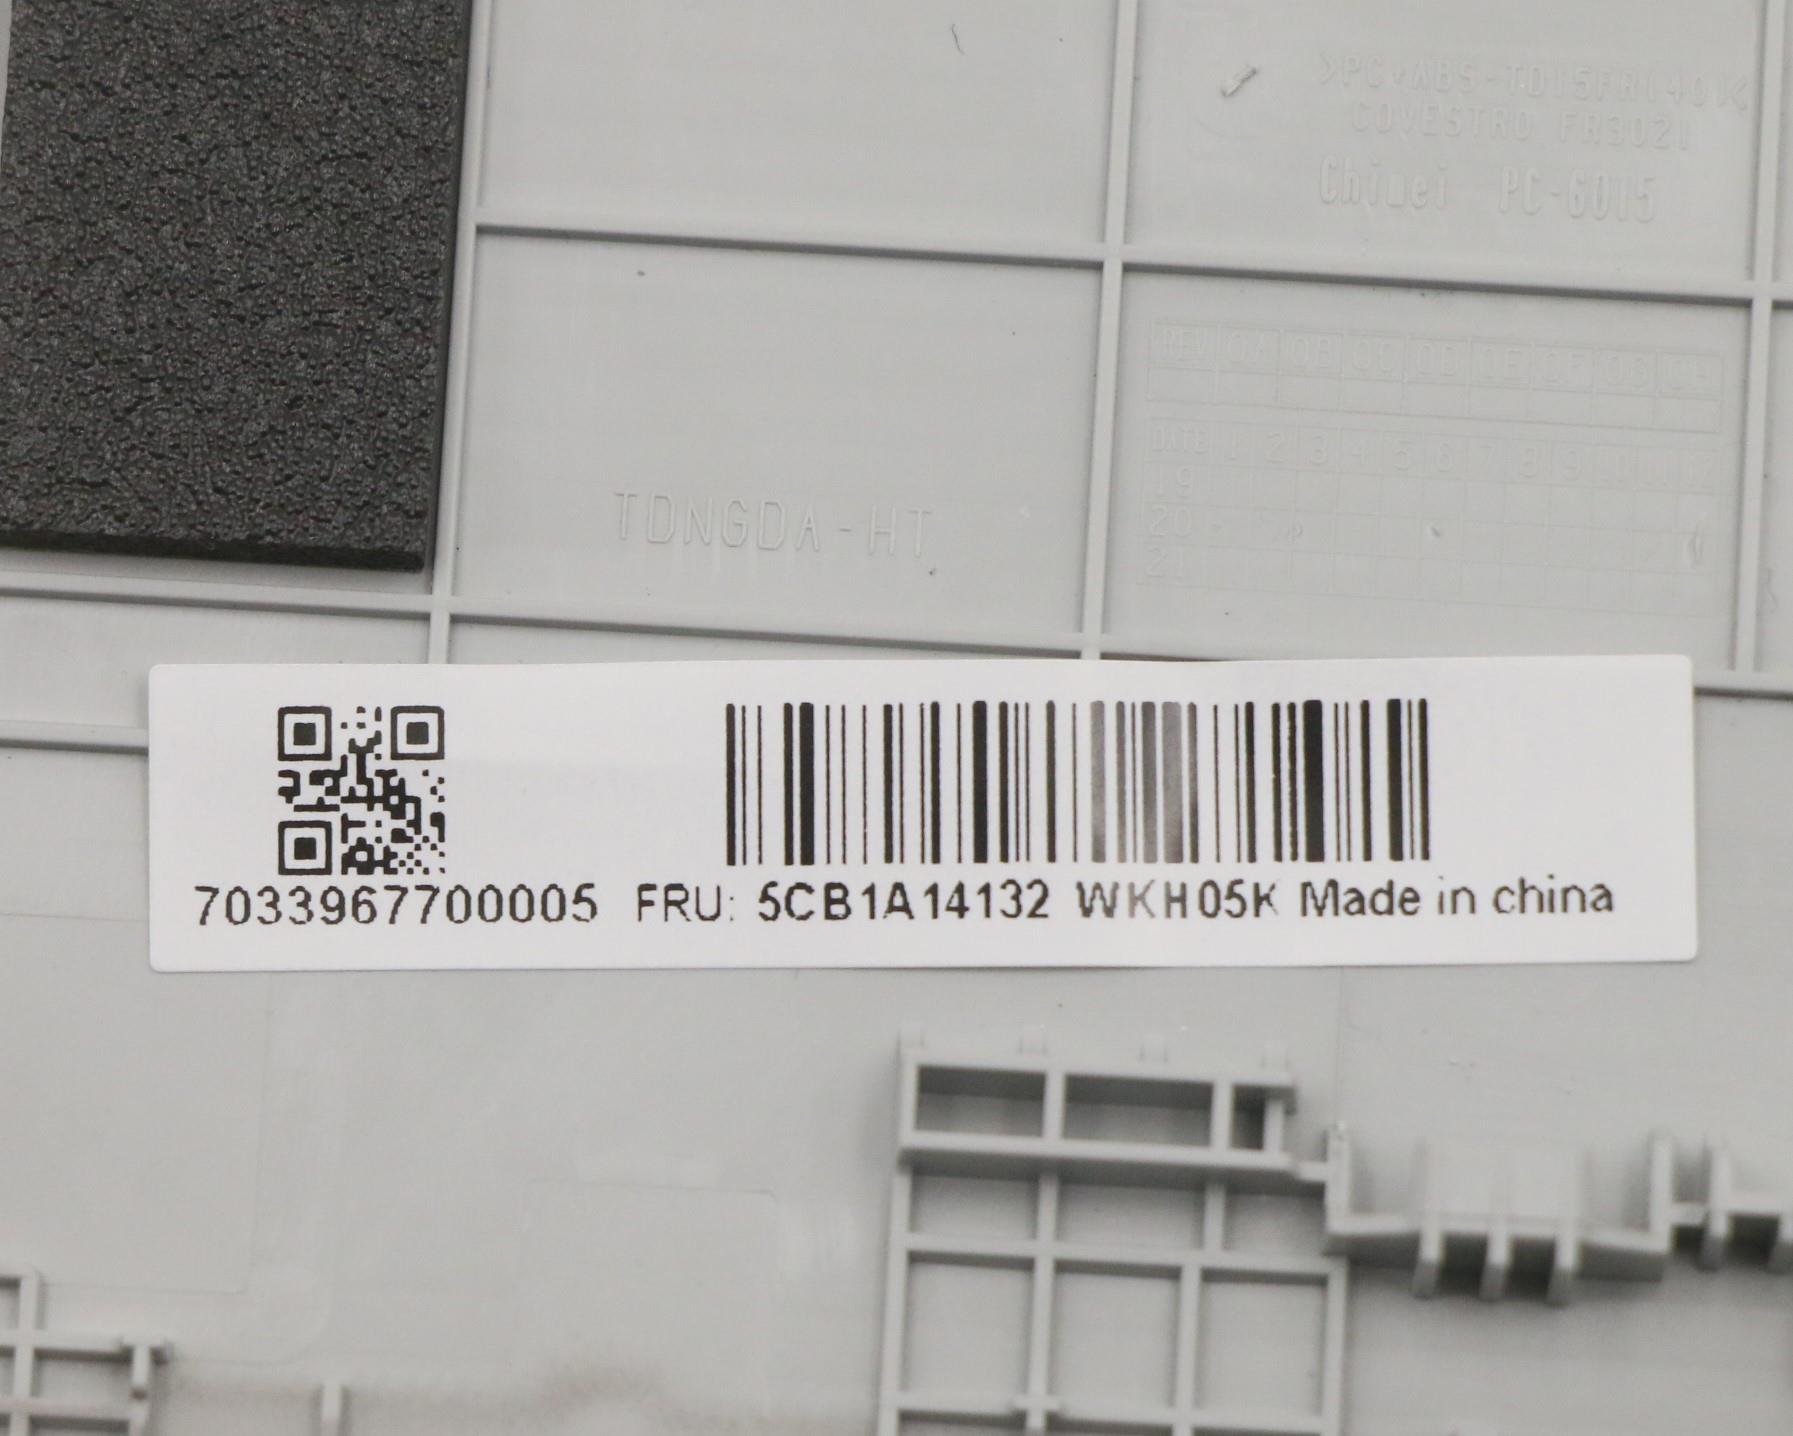 >PC+ABS-TD15FR(40)<
COVESTRO FR3021
Chimei PC-6015
REV 0A 0B 0C 0D 0E 0F 0G 0H
DATE 1 2 3 4 5 6 7 8 9 10 11 12
19
20
21
TONGDA-HT
7033967700005 FRU: 5CB1A14132 WKH05K Made in china